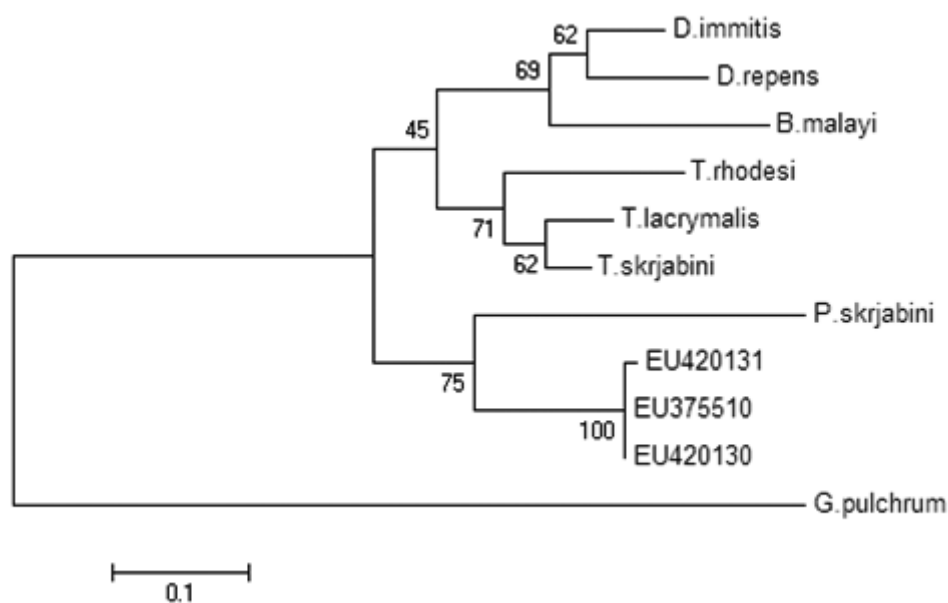 62
D.immitis
D.repens
69
B.malayi
45
T.rhodesi
71
T.lacrymalis
62
T.skrjabini
P.skrjabini
75
EU420131
EU375510
100
EU420130
G.pulchrum
0.1